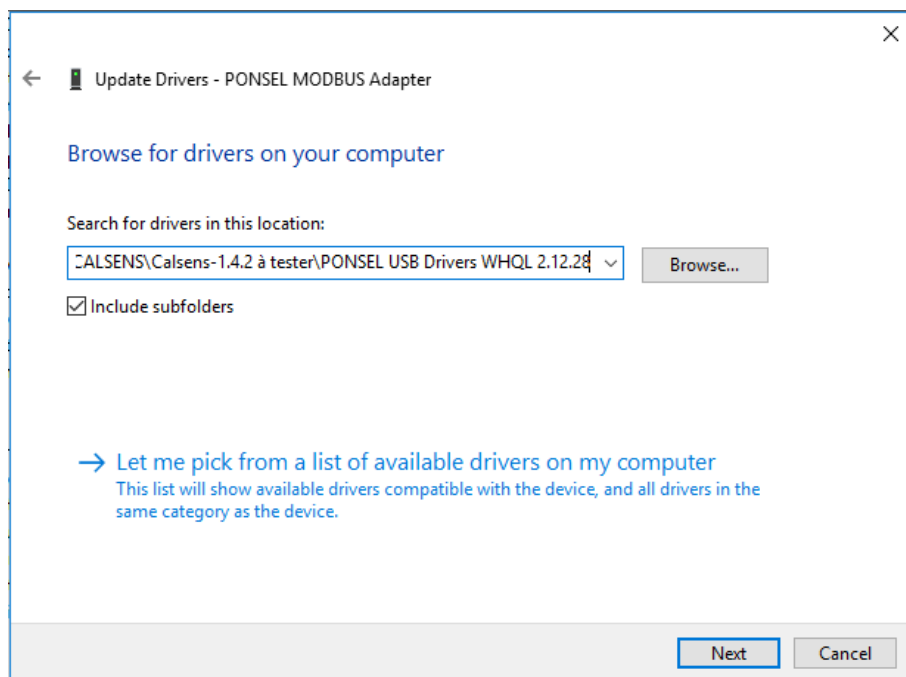 Update Drivers - PONSEL MODBUS Adapter
Browse for drivers on your computer
Search for drivers in this location:
CALSENS\Calsens-1.4.2 à tester\PONSEL USB Drivers WHQL 2.12.28
Browse...
Include subfolders
Let me pick from a list of available drivers on my computer
This list will show available drivers compatible with the device, and all drivers in the
same category as the device.
Next
Cancel